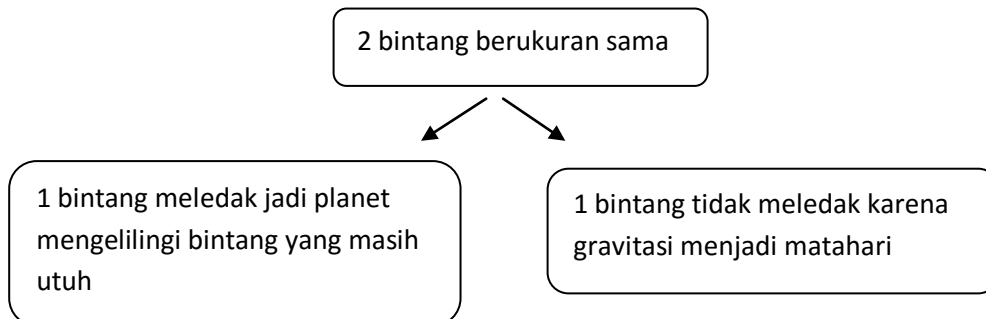 2 bintang berukuran sama
1 bintang meledak jadi planet
mengelilingi bintang yang masih
utuh
1 bintang tidak meledak karena
gravitasi menjadi matahari